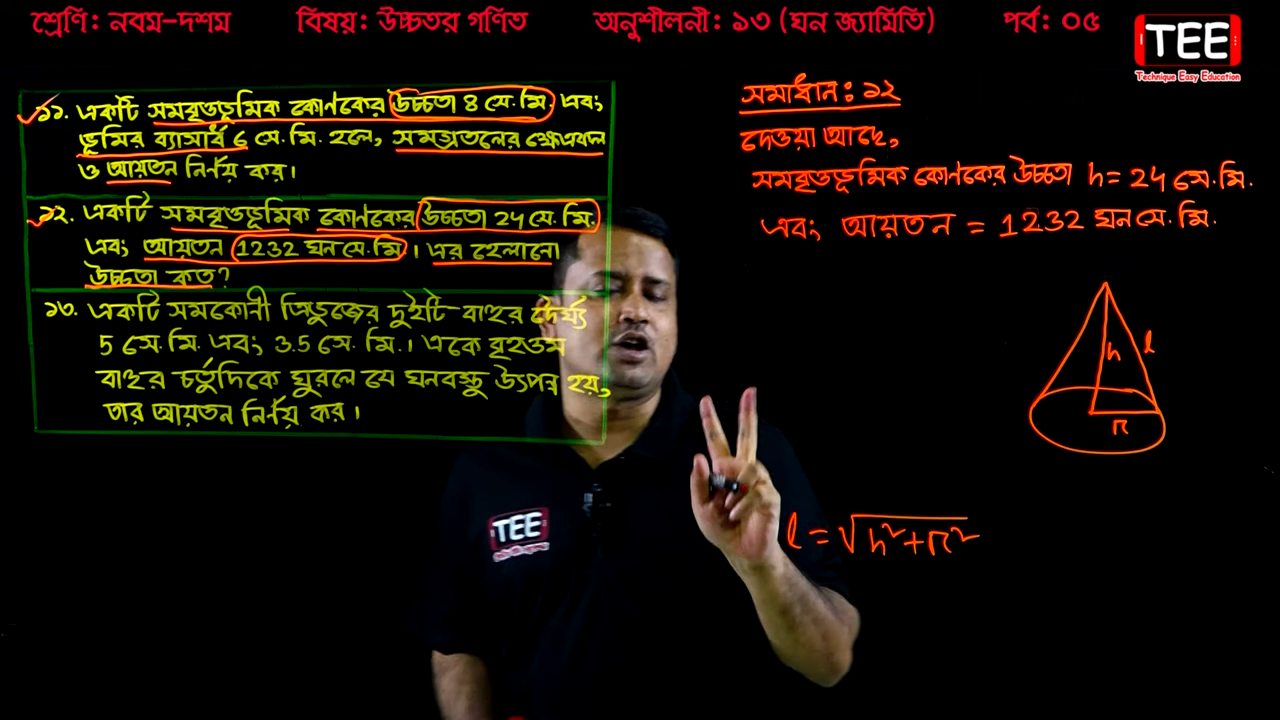 শ্রেণি: নবম-দশম বিষয়: উচ্চতর গণিত অনুশীলনী: ১৩ (ঘন জ্যামিতি) পর্ব: ০৫
TEE
Technique Easy Education
১১. একটি সমবৃত্তভূমিক কোণকের উচ্চতা 8 সে.মি. এবং
ভূমির ব্যাসার্ধ 6 সে.মি. হলে, সমগ্রতলের ক্ষেত্রফল
ও আয়তন নির্ণয় কর।
১২. একটি সমবৃত্তভূমিক কোণকের উচ্চতা 24 সে.মি.
এবং আয়তন 1232 ঘন সে.মি। এর হেলানো
উচ্চতা কত?
১৩. একটি সমকোনী ত্রিভুজের দুইটি বাহুর দৈর্ঘ্য
5 সে.মি. এবং 3.5 সে.মি.। একে বৃহত্তম
বাহুর চর্তুদিকে ঘুরালে যে ঘনবস্তু উৎপন্ন হয়,
তার আয়তন নির্ণয় কর।
সমাধান: ১২
দেওয়া আছে,
সমবৃত্তভূমিক কোণকের উচ্চতা h = 24 সে.মি.
এবং আয়তন = 1232 ঘন সে.মি.
h l
r
l = √h²+r²
TEE